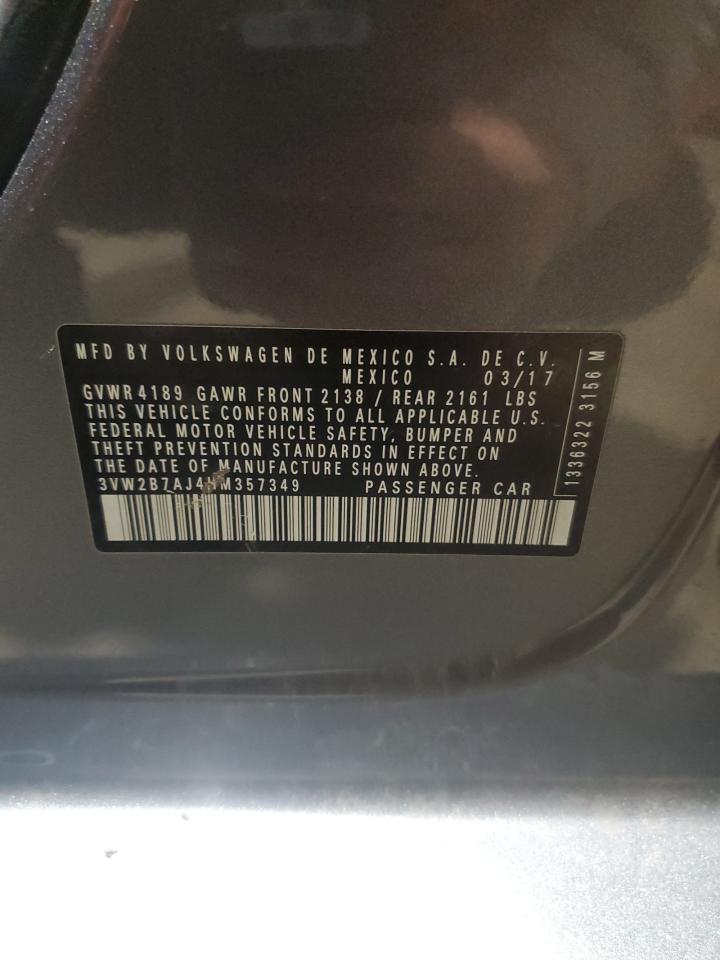 MFD BY VOLKSWAGEN DE MEXICO S.A. DE C.V.
MEXICO 03/17
GVWR 4189 GAWR FRONT 2138 / REAR 2161 LBS
THIS VEHICLE CONFORMS TO ALL APPLICABLE U.S.
FEDERAL MOTOR VEHICLE SAFETY, BUMPER AND
THEFT PREVENTION STANDARDS IN EFFECT ON
THE DATE OF MANUFACTURE SHOWN ABOVE.
3VW2B7AJ4HM357349 PASSENGER CAR
1336322 3156 M